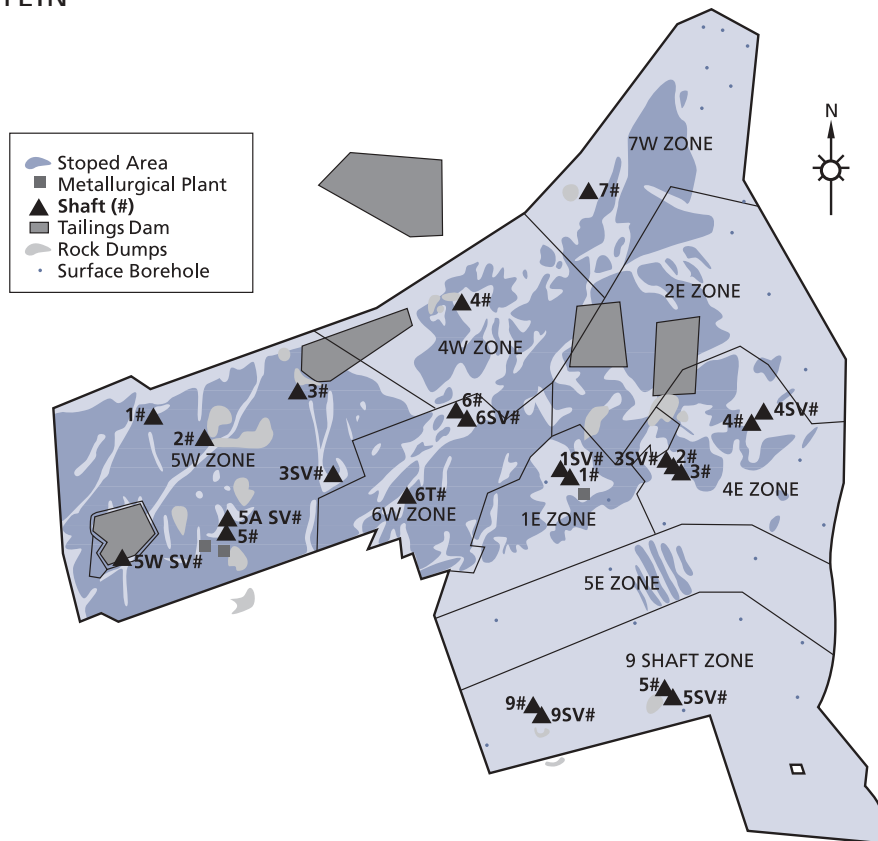 N
Stoped Area
Metallurgical Plant
Shaft (#)
Tailings Dam
Rock Dumps
Surface Borehole
7W ZONE
7#
2E ZONE
4#
4W ZONE
3#
6#
6SV#
4SV#
4#
1#
2#
5W ZONE
3SV#
1SV#
1#
3SV#
2#
3#
4E ZONE
6T#
6W ZONE
1E ZONE
5A SV#
5#
5W SV#
5E ZONE
9 SHAFT ZONE
5#
5SV#
9#
9SV#